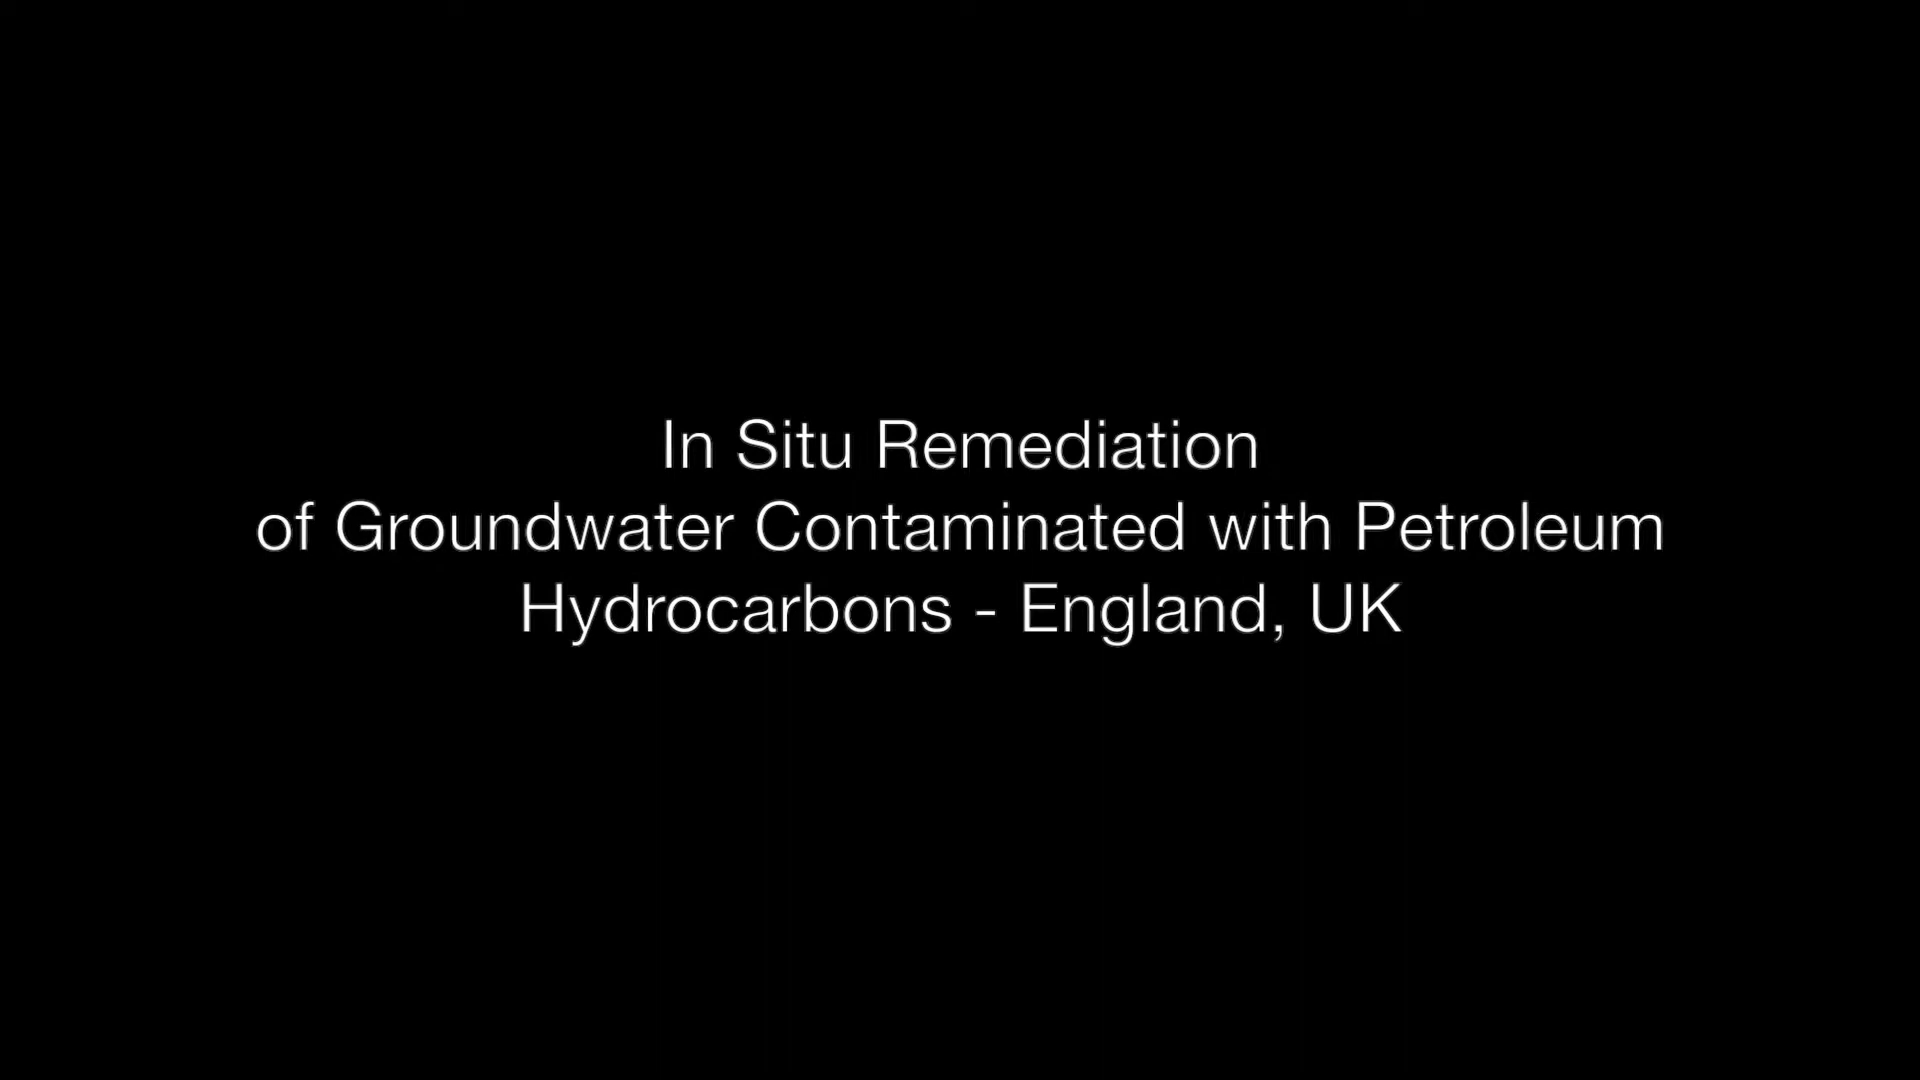 In Situ Remediation
of Groundwater Contaminated with Petroleum
Hydrocarbons - England, UK